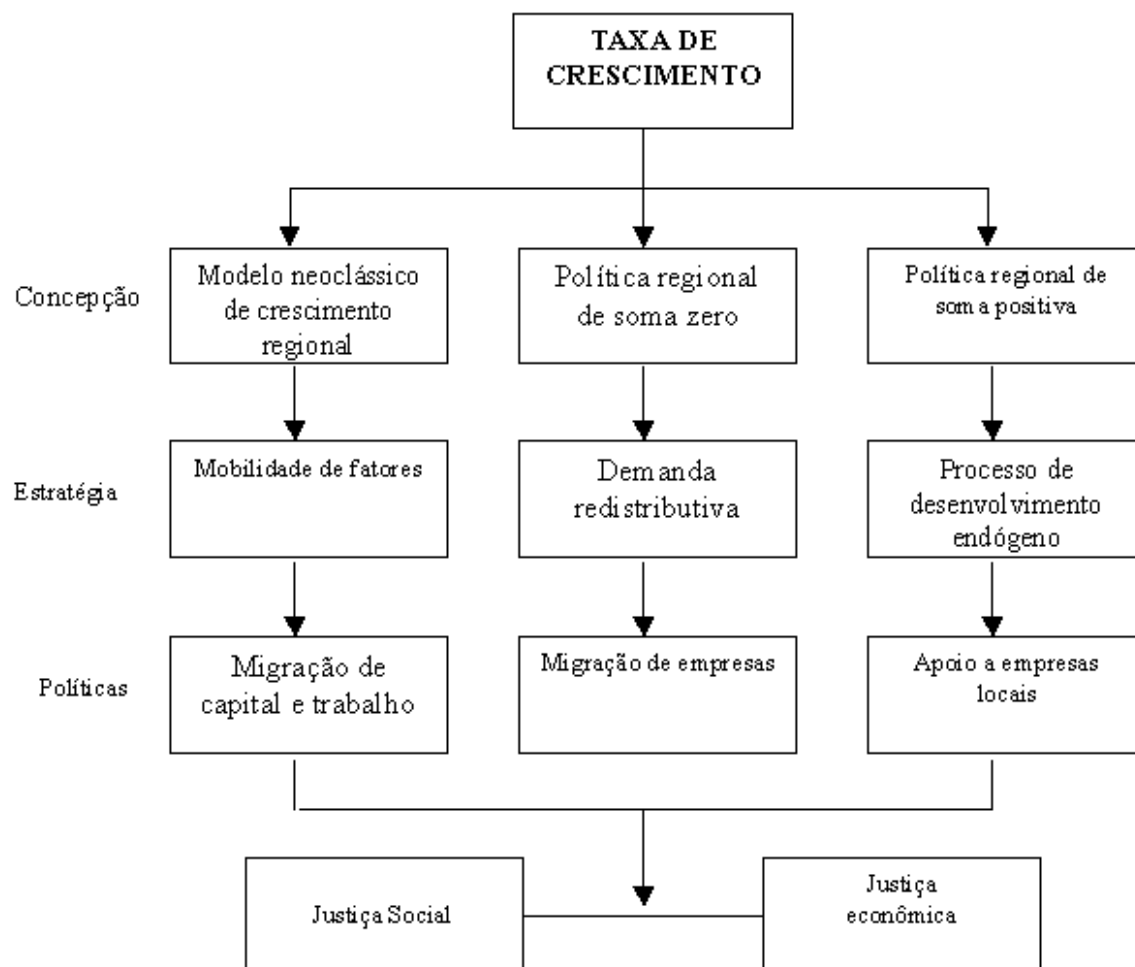 TAXA DE
CRESCIMENTO
Concepção
Modelo neoclássico
de crescimento
regional
Política regional
de soma zero
Política regional de
soma positiva
Estratégia
Mobilidade de fatores
Demanda
redistributiva
Processo de
desenvolvimento
endógeno
Políticas
Migração de
capital e trabalho
Migração de empresas
Apoio a empresas
locais
Justiça Social
Justiça
econômica